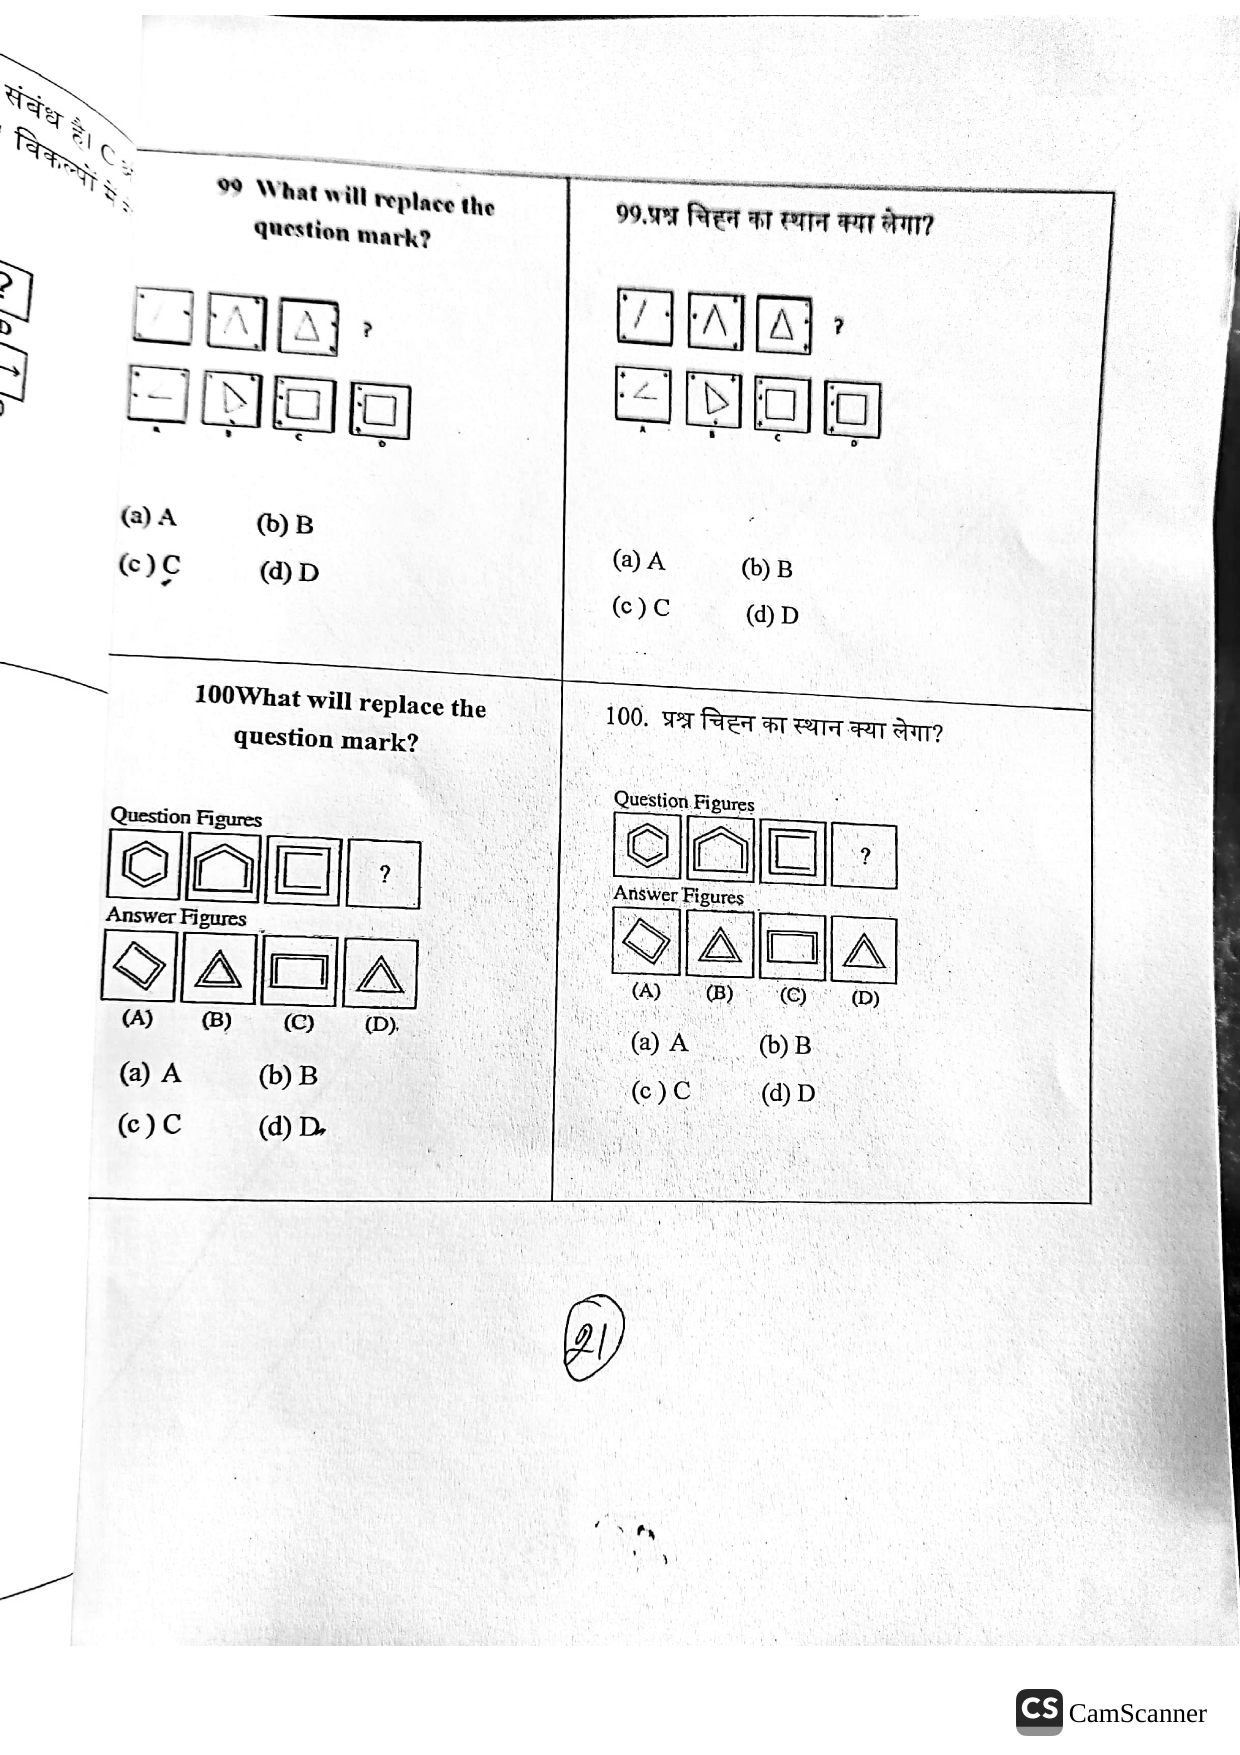 संबंध है। C
विकल्पों में
?
D
99 What will replace the
question mark?
?
A
B
C
D
(a) A (b) B
(c ) C (d) D
99.प्रश्न चिह्न का स्थान क्या लेगा?
?
A
B
C
D
(a) A (b) B
(c ) C (d) D
100What will replace the
question mark?
Question Figures
?
Answer Figures
(A) (B) (C) (D)
(a) A (b) B
(c ) C (d) D
100. प्रश्न चिह्न का स्थान क्या लेगा?
Question Figures
?
Answer Figures
(A) (B) (C) (D)
(a) A (b) B
(c ) C (d) D
21
CS CamScanner